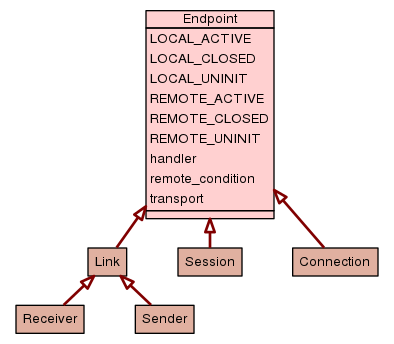 Endpoint
LOCAL_ACTIVE
LOCAL_CLOSED
LOCAL_UNINIT
REMOTE_ACTIVE
REMOTE_CLOSED
REMOTE_UNINIT
handler
remote_condition
transport
Link
Session
Connection
Receiver
Sender